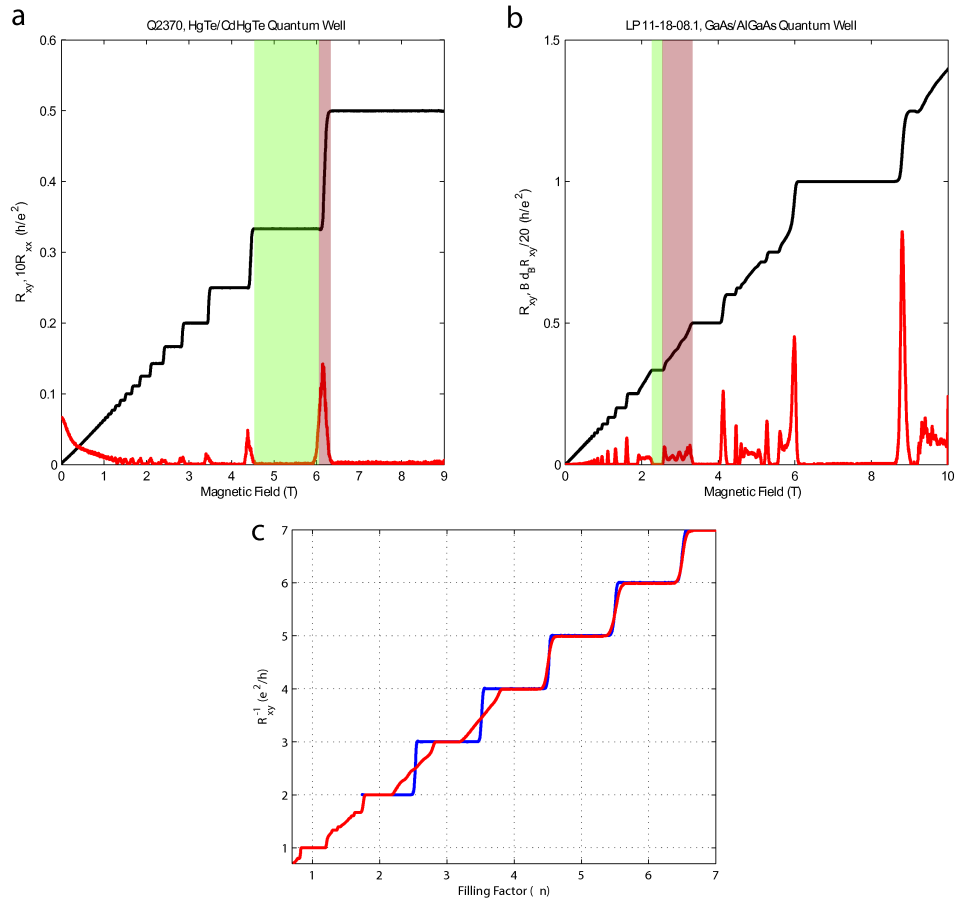 a
Q2370, HgTe/CdHgTe Quantum Well
0.6
0.5
0.4
0.3
0.2
0.1
0
R xy, 10R xx (h/e2)
0 1 2 3 4 5 6 7 8 9
Magnetic Field (T)
b
LP 11-18-08.1, GaAs/AlGaAs Quantum Well
1.5
1
0.5
0
R xy, B d B R xy/20 (h/e2)
0 2 4 6 8 10
Magnetic Field (T)
c
7
6
5
4
3
2
1
R xy -1 (e2/h)
1 2 3 4 5 6 7
Filling Factor ( n)